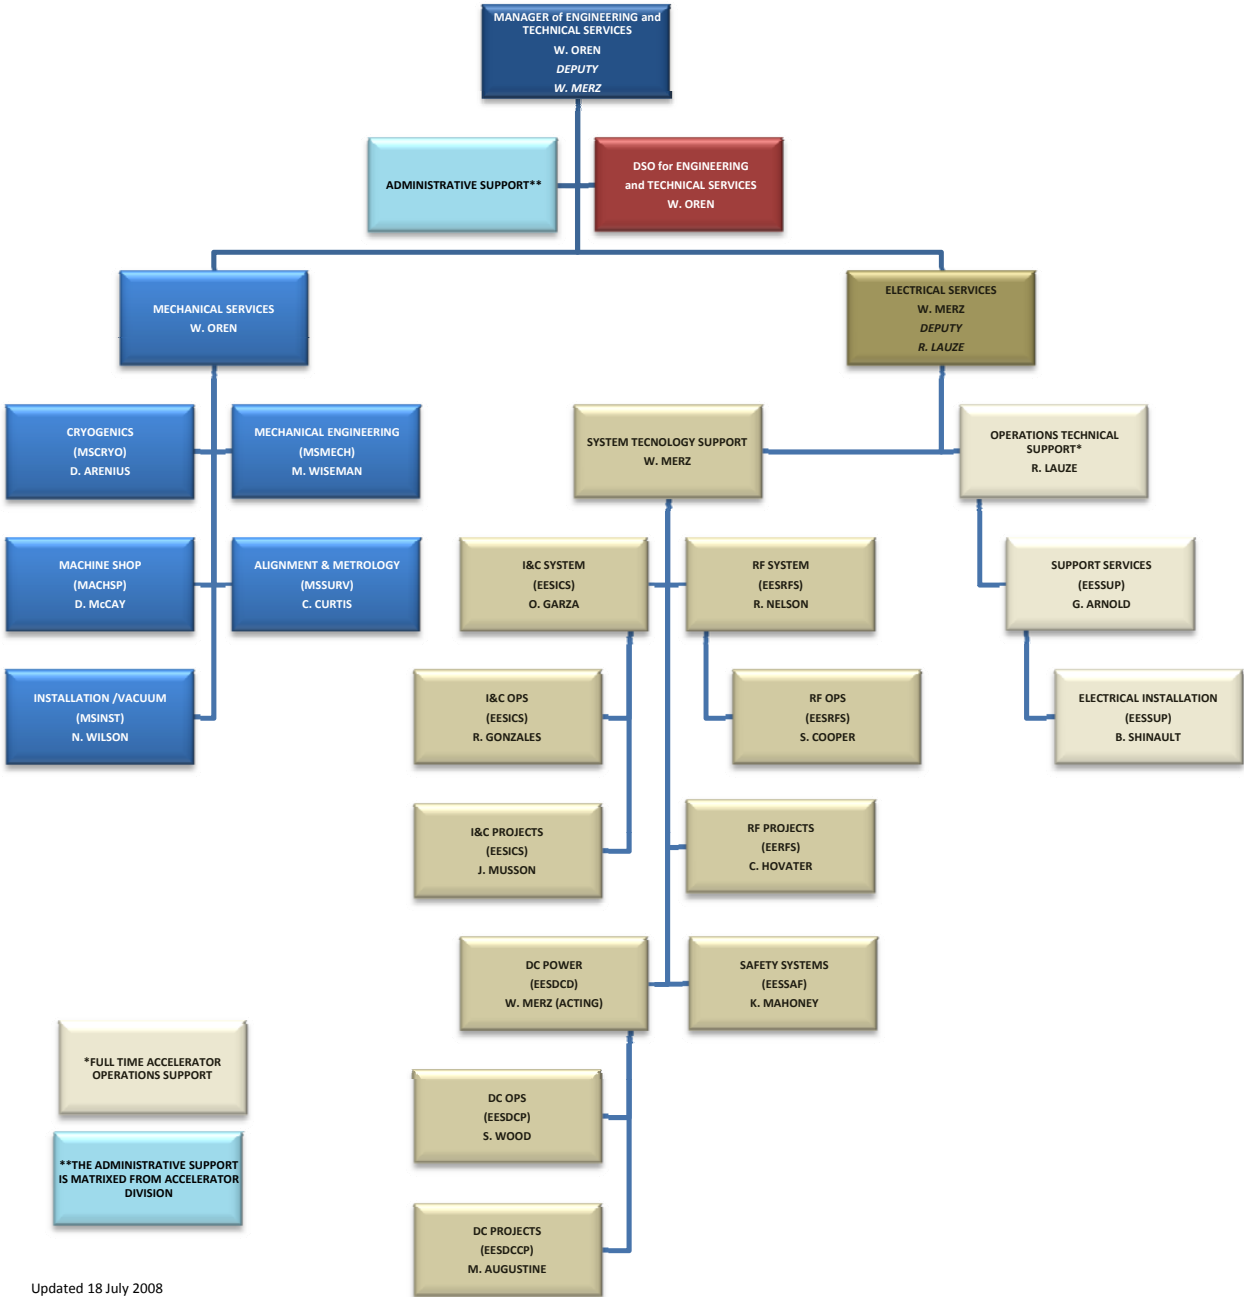 MANAGER of ENGINEERING and
TECHNICAL SERVICES
W. OREN
DEPUTY
W. MERZ
ADMINISTRATIVE SUPPORT**
DSO for ENGINEERING
and TECHNICAL SERVICES
W. OREN
MECHANICAL SERVICES
W. OREN
ELECTRICAL SERVICES
W. MERZ
DEPUTY
R. LAUZE
CRYOGENICS
(MSCRYO)
D. ARENIUS
MECHANICAL ENGINEERING
(MSMECH)
M. WISEMAN
SYSTEM TECNOLOGY SUPPORT
W. MERZ
OPERATIONS TECHNICAL
SUPPORT*
R. LAUZE
MACHINE SHOP
(MACHSP)
D. McCAY
ALIGNMENT & METROLOGY
(MSSURV)
C. CURTIS
I&C SYSTEM
(EESICS)
O. GARZA
RF SYSTEM
(EESRFS)
R. NELSON
SUPPORT SERVICES
(EESSUP)
G. ARNOLD
INSTALLATION /VACUUM
(MSINST)
N. WILSON
I&C OPS
(EESICS)
R. GONZALES
RF OPS
(EESRFS)
S. COOPER
ELECTRICAL INSTALLATION
(EESSUP)
B. SHINAULT
I&C PROJECTS
(EESICS)
J. MUSSON
RF PROJECTS
(EERFS)
C. HOVATER
DC POWER
(EESDCD)
W. MERZ (ACTING)
SAFETY SYSTEMS
(EESSAF)
K. MAHONEY
*FULL TIME ACCELERATOR
OPERATIONS SUPPORT
DC OPS
(EESDCP)
S. WOOD
**THE ADMINISTRATIVE SUPPORT
IS MATRIXED FROM ACCELERATOR
DIVISION
DC PROJECTS
(EESDCCP)
M. AUGUSTINE
Updated 18 July 2008